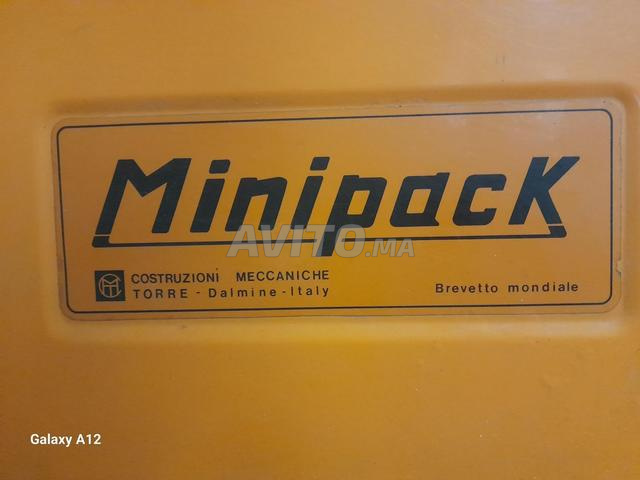 Minipack
AVITO.MA
COSTRUZIONI MECCANICHE
TORRE - Dalmine - Italy
Brevetto mondiale
Galaxy A12